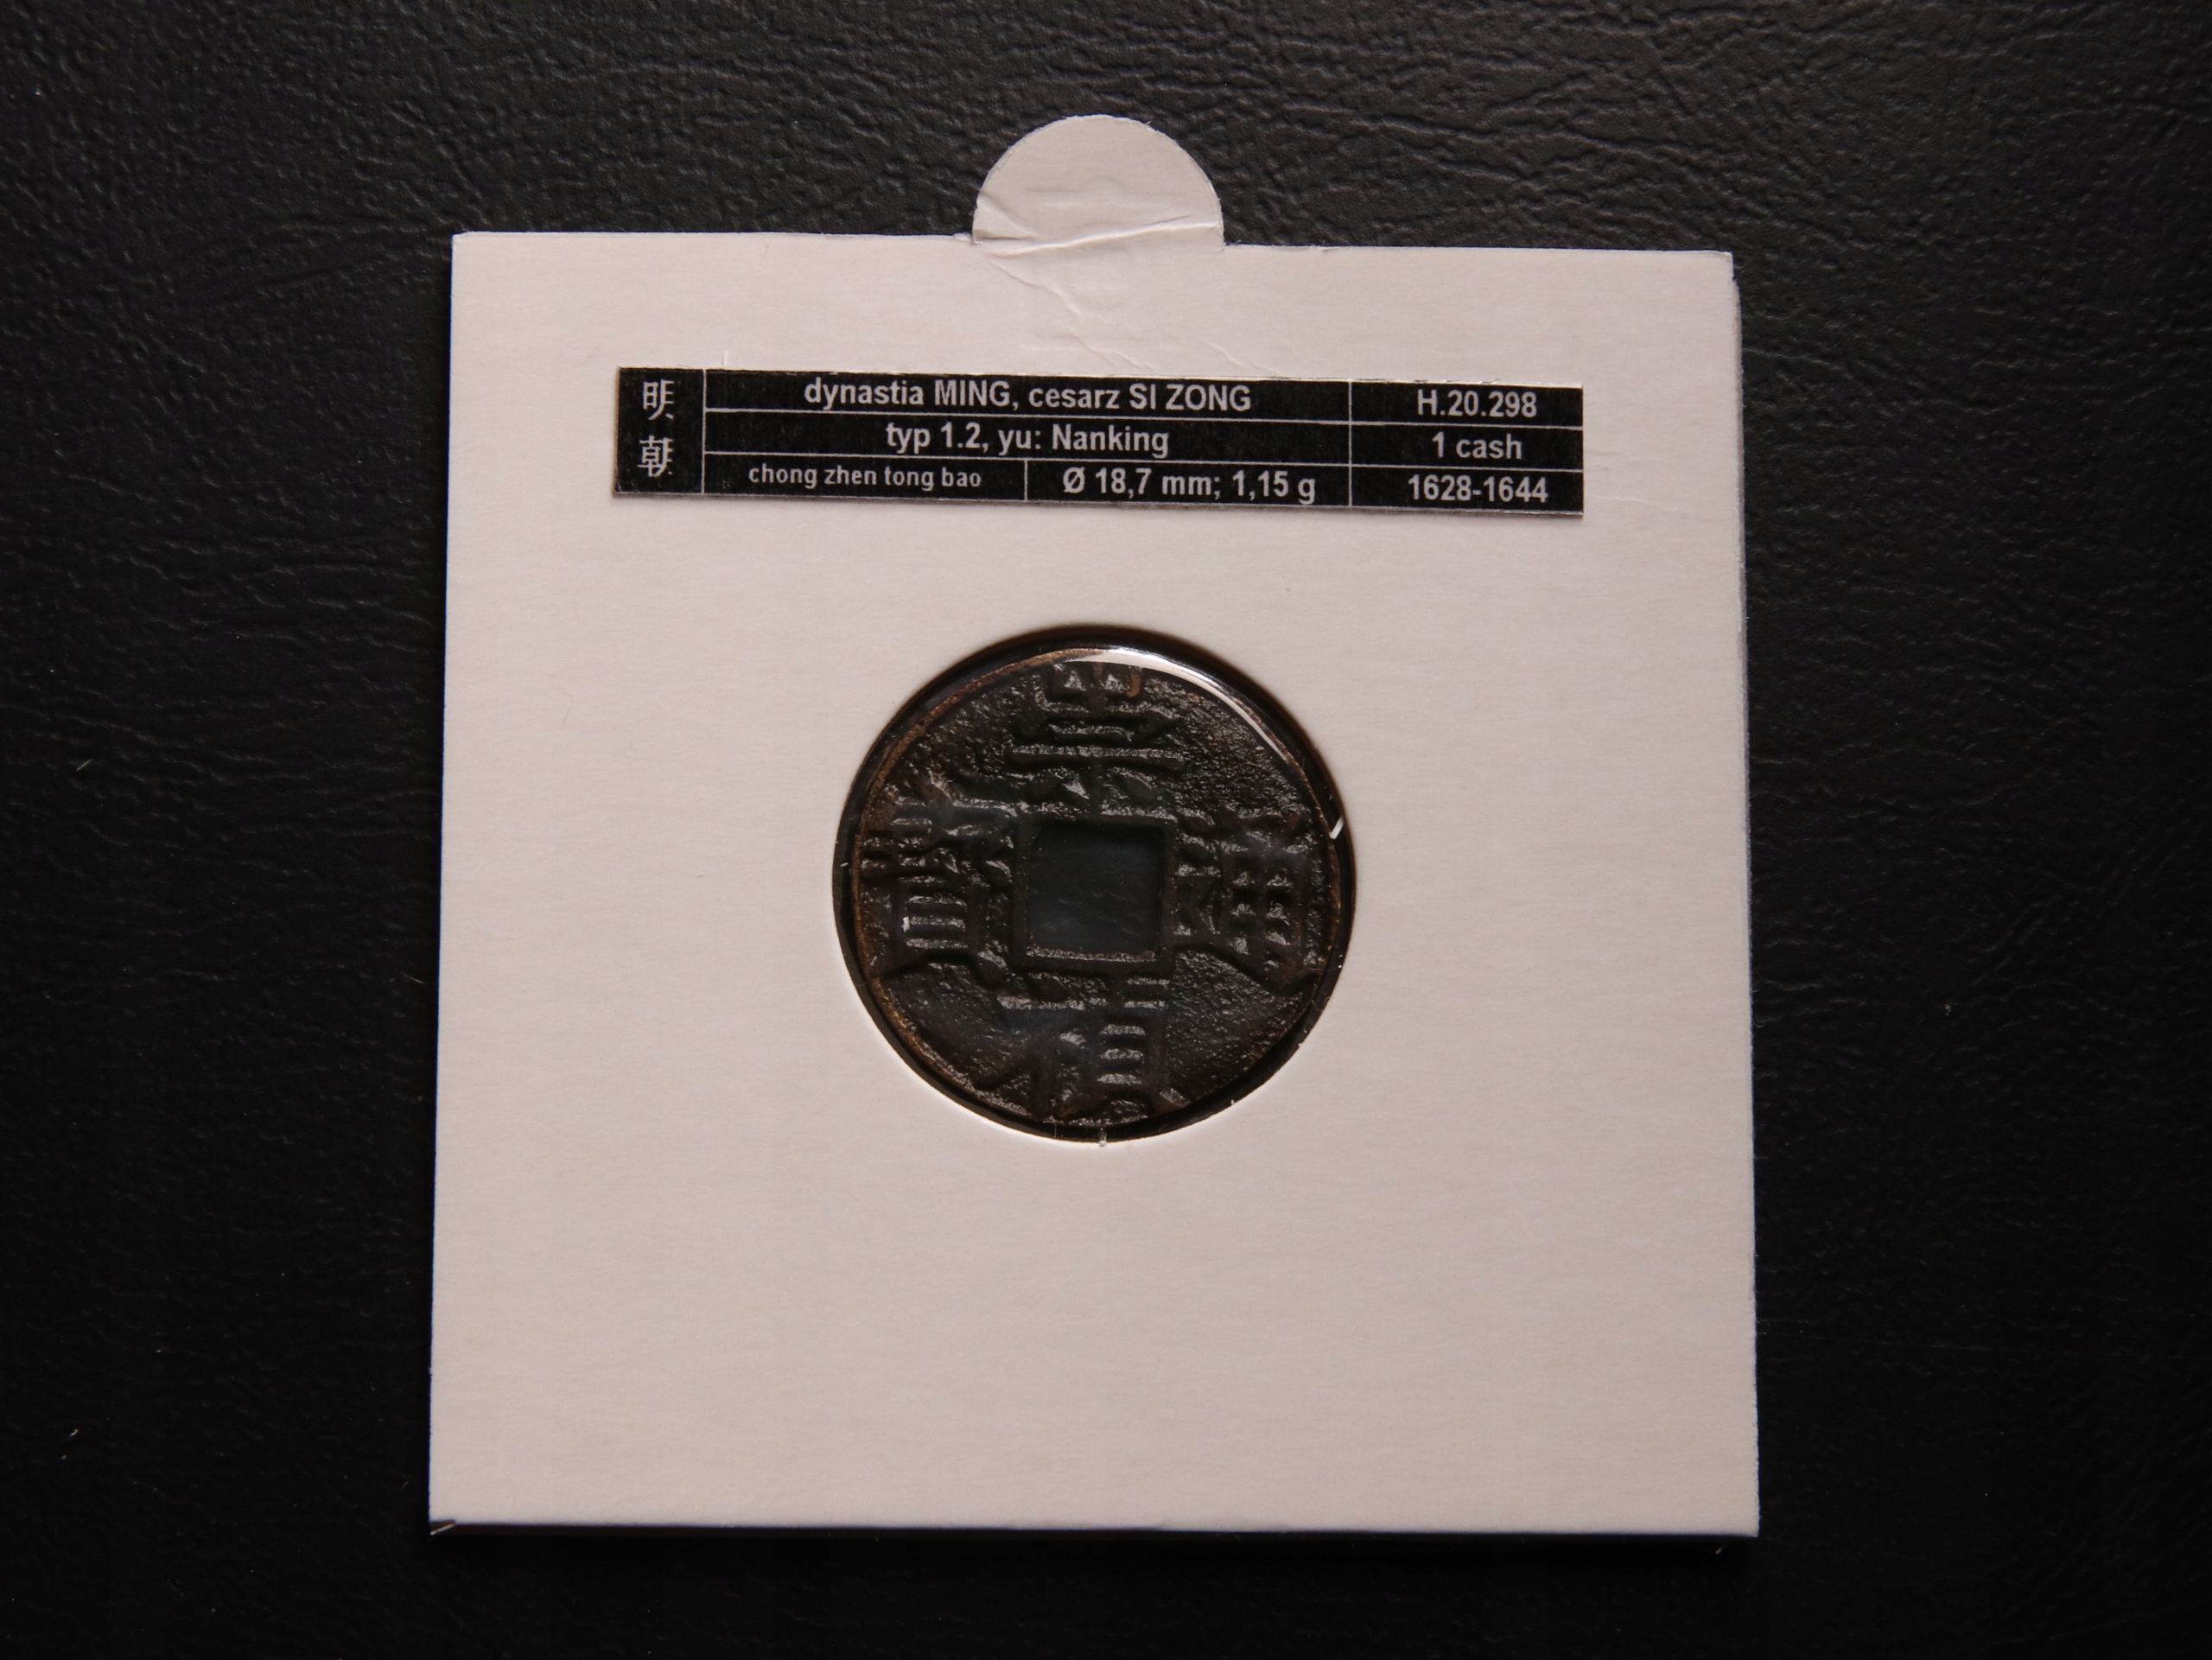 明朝
dynastia MING, cesarz SI ZONG
H.20.298
typ 1.2, yu: Nanking
1 cash
chong zhen tong bao
Ø 18,7 mm; 1,15 g
1628-1644
崇
寶 通
禎